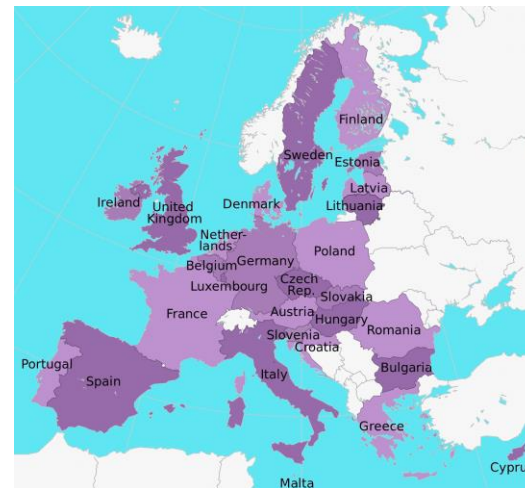 Finland
Sweden
Estonia
Latvia
Lithuania
Denmark
Ireland
United
Kingdom
Nether-
lands
Poland
Belgium
Germany
Luxembourg
Czech
Rep.
Slovakia
France
Austria
Hungary
Romania
Slovenia
Croatia
Portugal
Spain
Italy
Bulgaria
Greece
Malta
Cypru